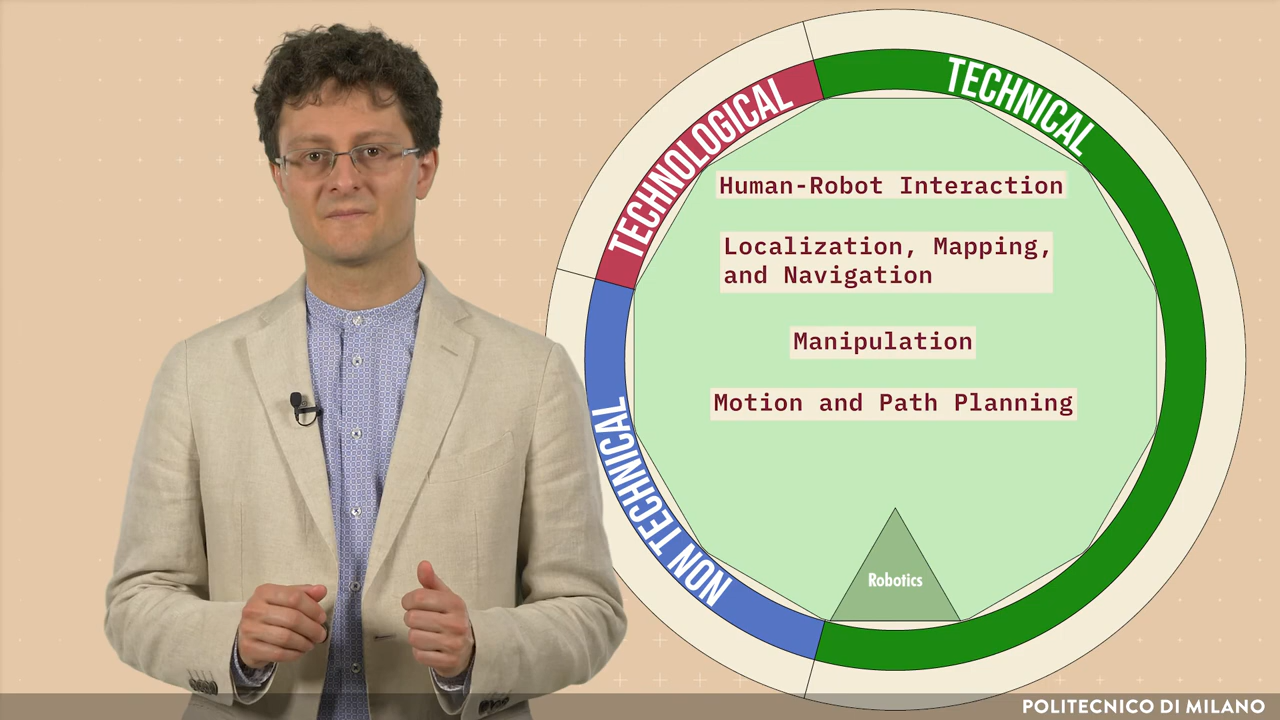 TECHNOLOGICAL
TECHNICAL
Human-Robot Interaction
Localization, Mapping,
and Navigation
Manipulation
Motion and Path Planning
NON TECHNICAL
Robotics
POLITECNICO DI MILANO